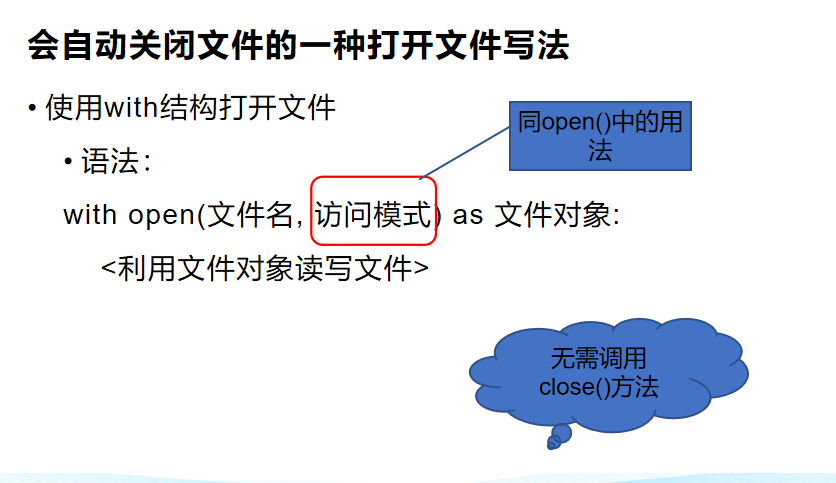 会自动关闭文件的一种打开文件写法
• 使用with结构打开文件
• 语法：
同open()中的用
法
with open(文件名, 访问模式) as 文件对象:
<利用文件对象读写文件>
无需调用
close()方法